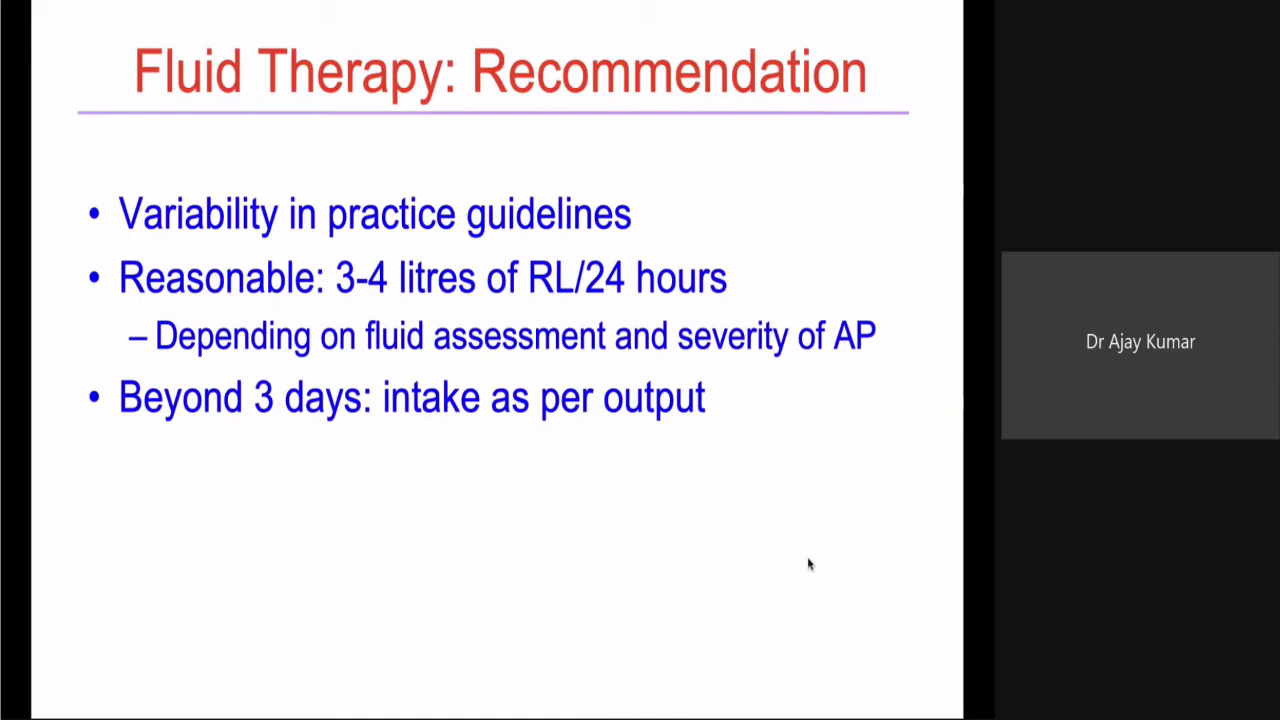 Fluid Therapy: Recommendation
• Variability in practice guidelines
• Reasonable: 3-4 litres of RL/24 hours
– Depending on fluid assessment and severity of AP
• Beyond 3 days: intake as per output
Dr Ajay Kumar